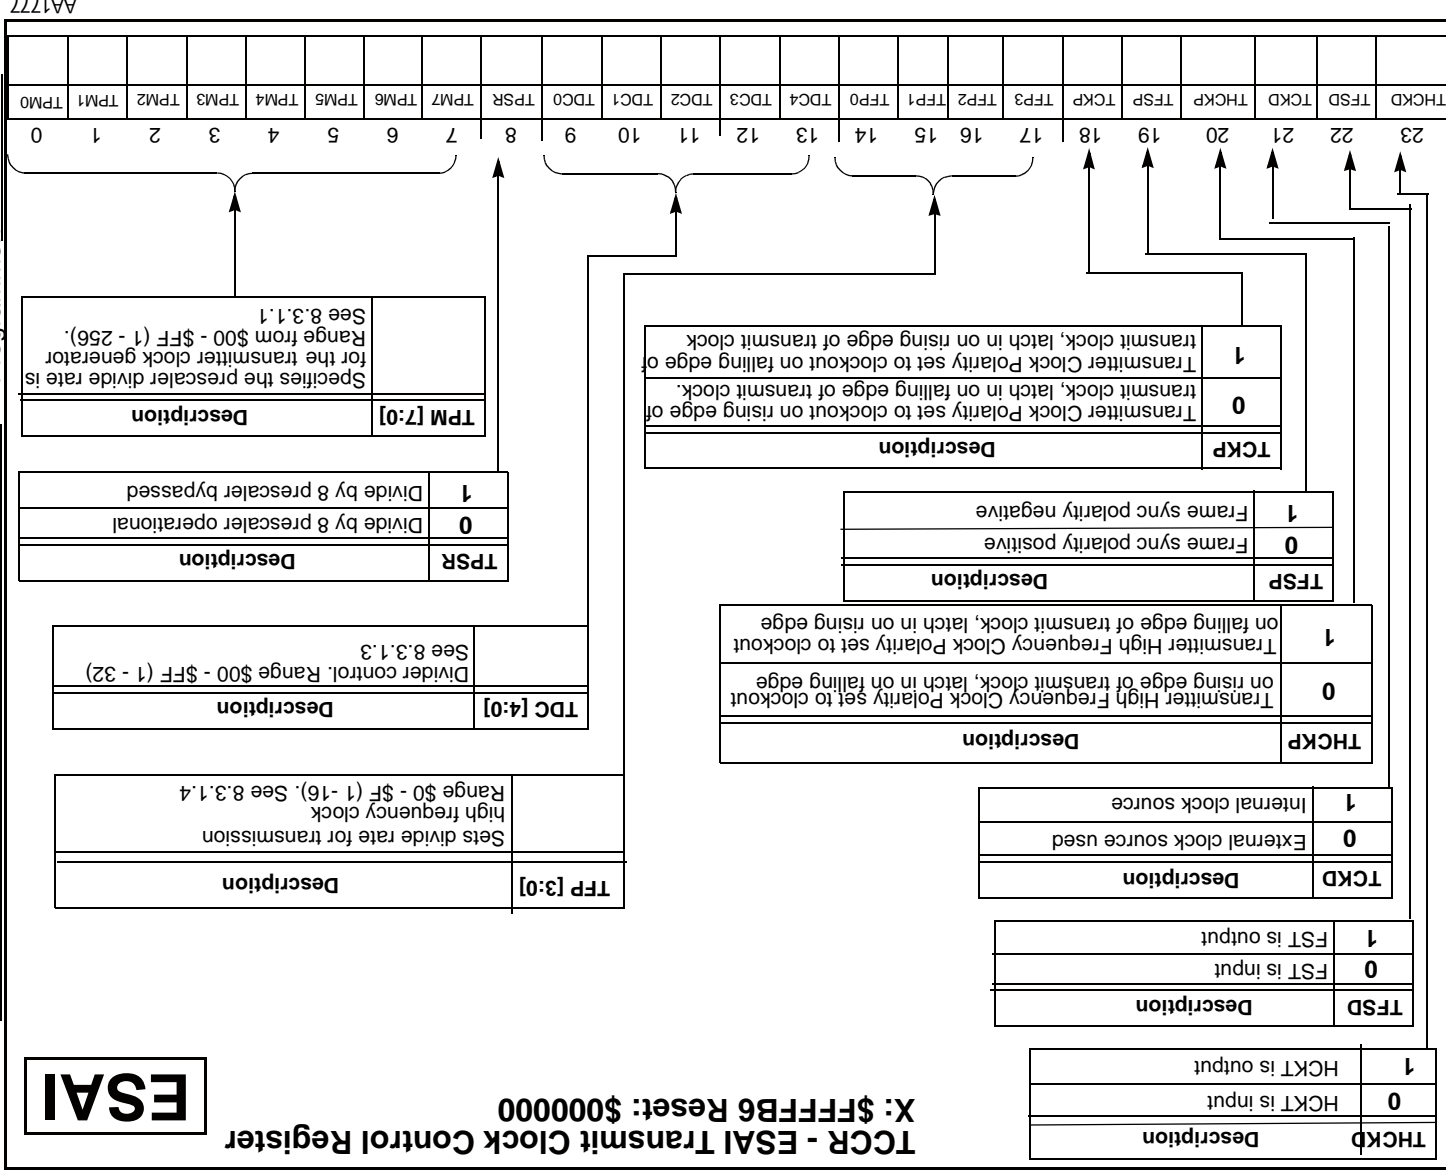 TCCR - ESAI Transmit Clock Control Register
X: $FFFFB6 Reset: $000000
ESAI
THCKD Description
0 HCKT is input
1 HCKT is output
TFSD Description
0 FST is input
1 FST is output
TCKD Description
0 External clock source used
1 Internal clock source
THCKP Description
0 Transmitter High Frequency Clock Polarity set to clockout
on rising edge of transmit clock, latch in on falling edge
1 Transmitter High Frequency Clock Polarity set to clockout
on falling edge of transmit clock, latch in on rising edge
TFSP Description
0 Frame sync polarity positive
1 Frame sync polarity negative
TCKP Description
0 Transmitter Clock Polarity set to clockout on rising edge of
transmit clock, latch in on falling edge of transmit clock.
1 Transmitter Clock Polarity set to clockout on falling edge of
transmit clock, latch in on rising edge of transmit clock
TFP [3:0] Description
Sets divide rate for transmission
high frequency clock
Range $0 - $F (1 -16). See 8.3.1.4
TDC [4:0] Description
Divider control. Range $00 - $FF (1 - 32)
See 8.3.1.3
TPSR Description
0 Divide by 8 prescaler operational
1 Divide by 8 prescaler bypassed
TPM [7:0] Description
Specifies the prescaler divide rate is
for the transmitter clock generator
Range from $00 - $FF (1 - 256).
See 8.3.1.1
23 22 21 20 19 18 17 16 15 14 13 12 11 10 9 8 7 6 5 4 3 2 1 0
THCKD TFSD TCKD THCKP TFSP TCKP TFP3 TFP2 TFP1 TFP0 TDC4 TDC3 TDC2 TDC1 TDC0 TPSR TPM7 TPM6 TPM5 TPM4 TPM3 TPM2 TPM1 TPM0
AA1777